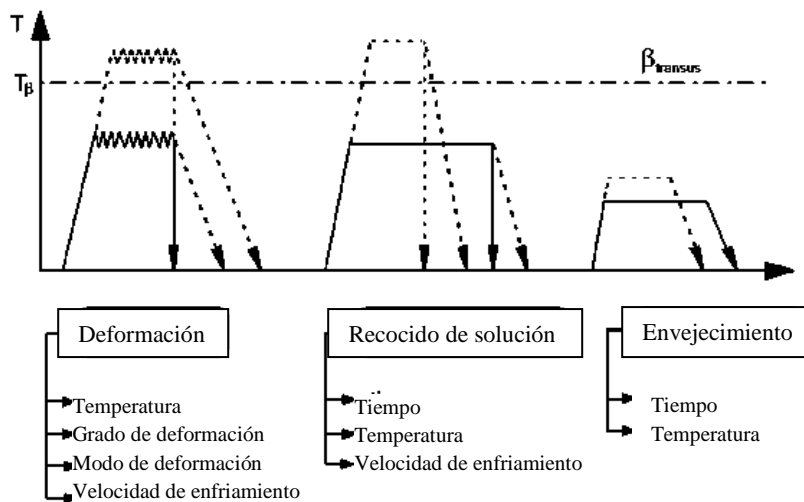 T
Tβ
βtransus
Deformación
Temperatura
Grado de deformación
Modo de deformación
Velocidad de enfriamiento
Recocido de solución
Tiempo
Temperatura
Velocidad de enfriamiento
Envejecimiento
Tiempo
Temperatura